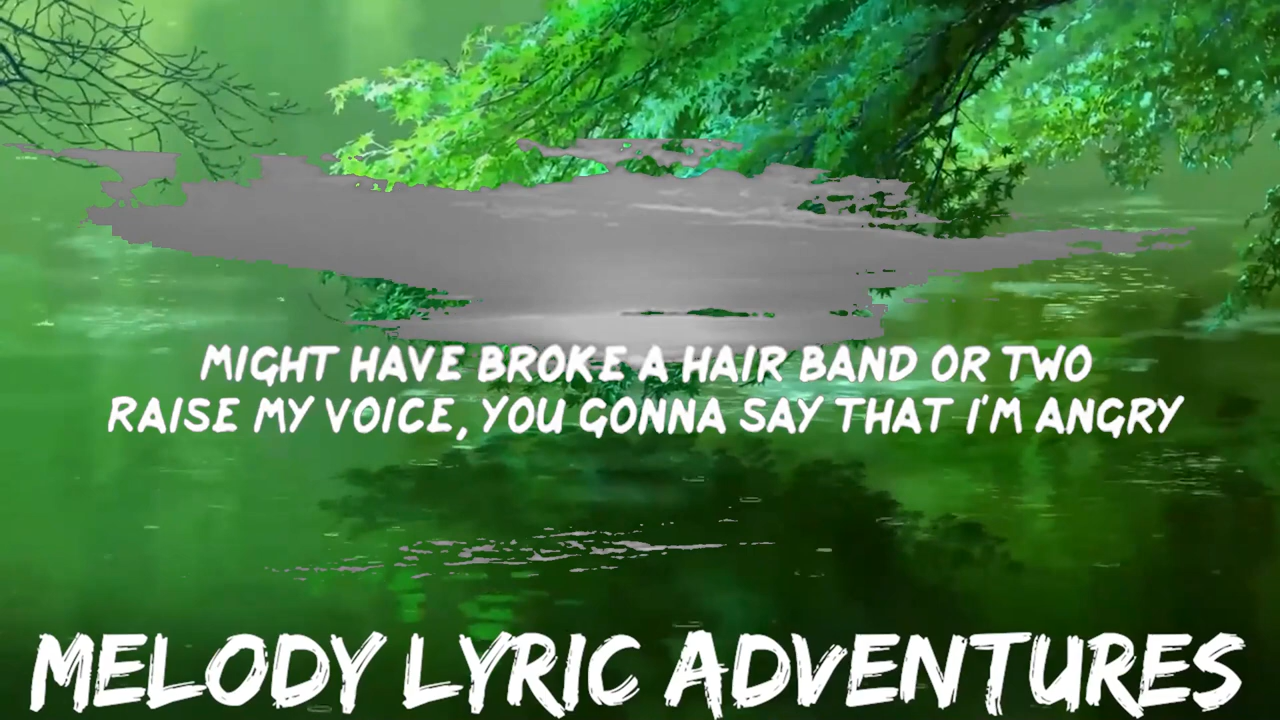 MIGHT HAVE BROKE A HAIR BAND OR TWO
RAISE MY VOICE, YOU GONNA SAY THAT I'M ANGRY
MELODY LYRIC ADVENTURES